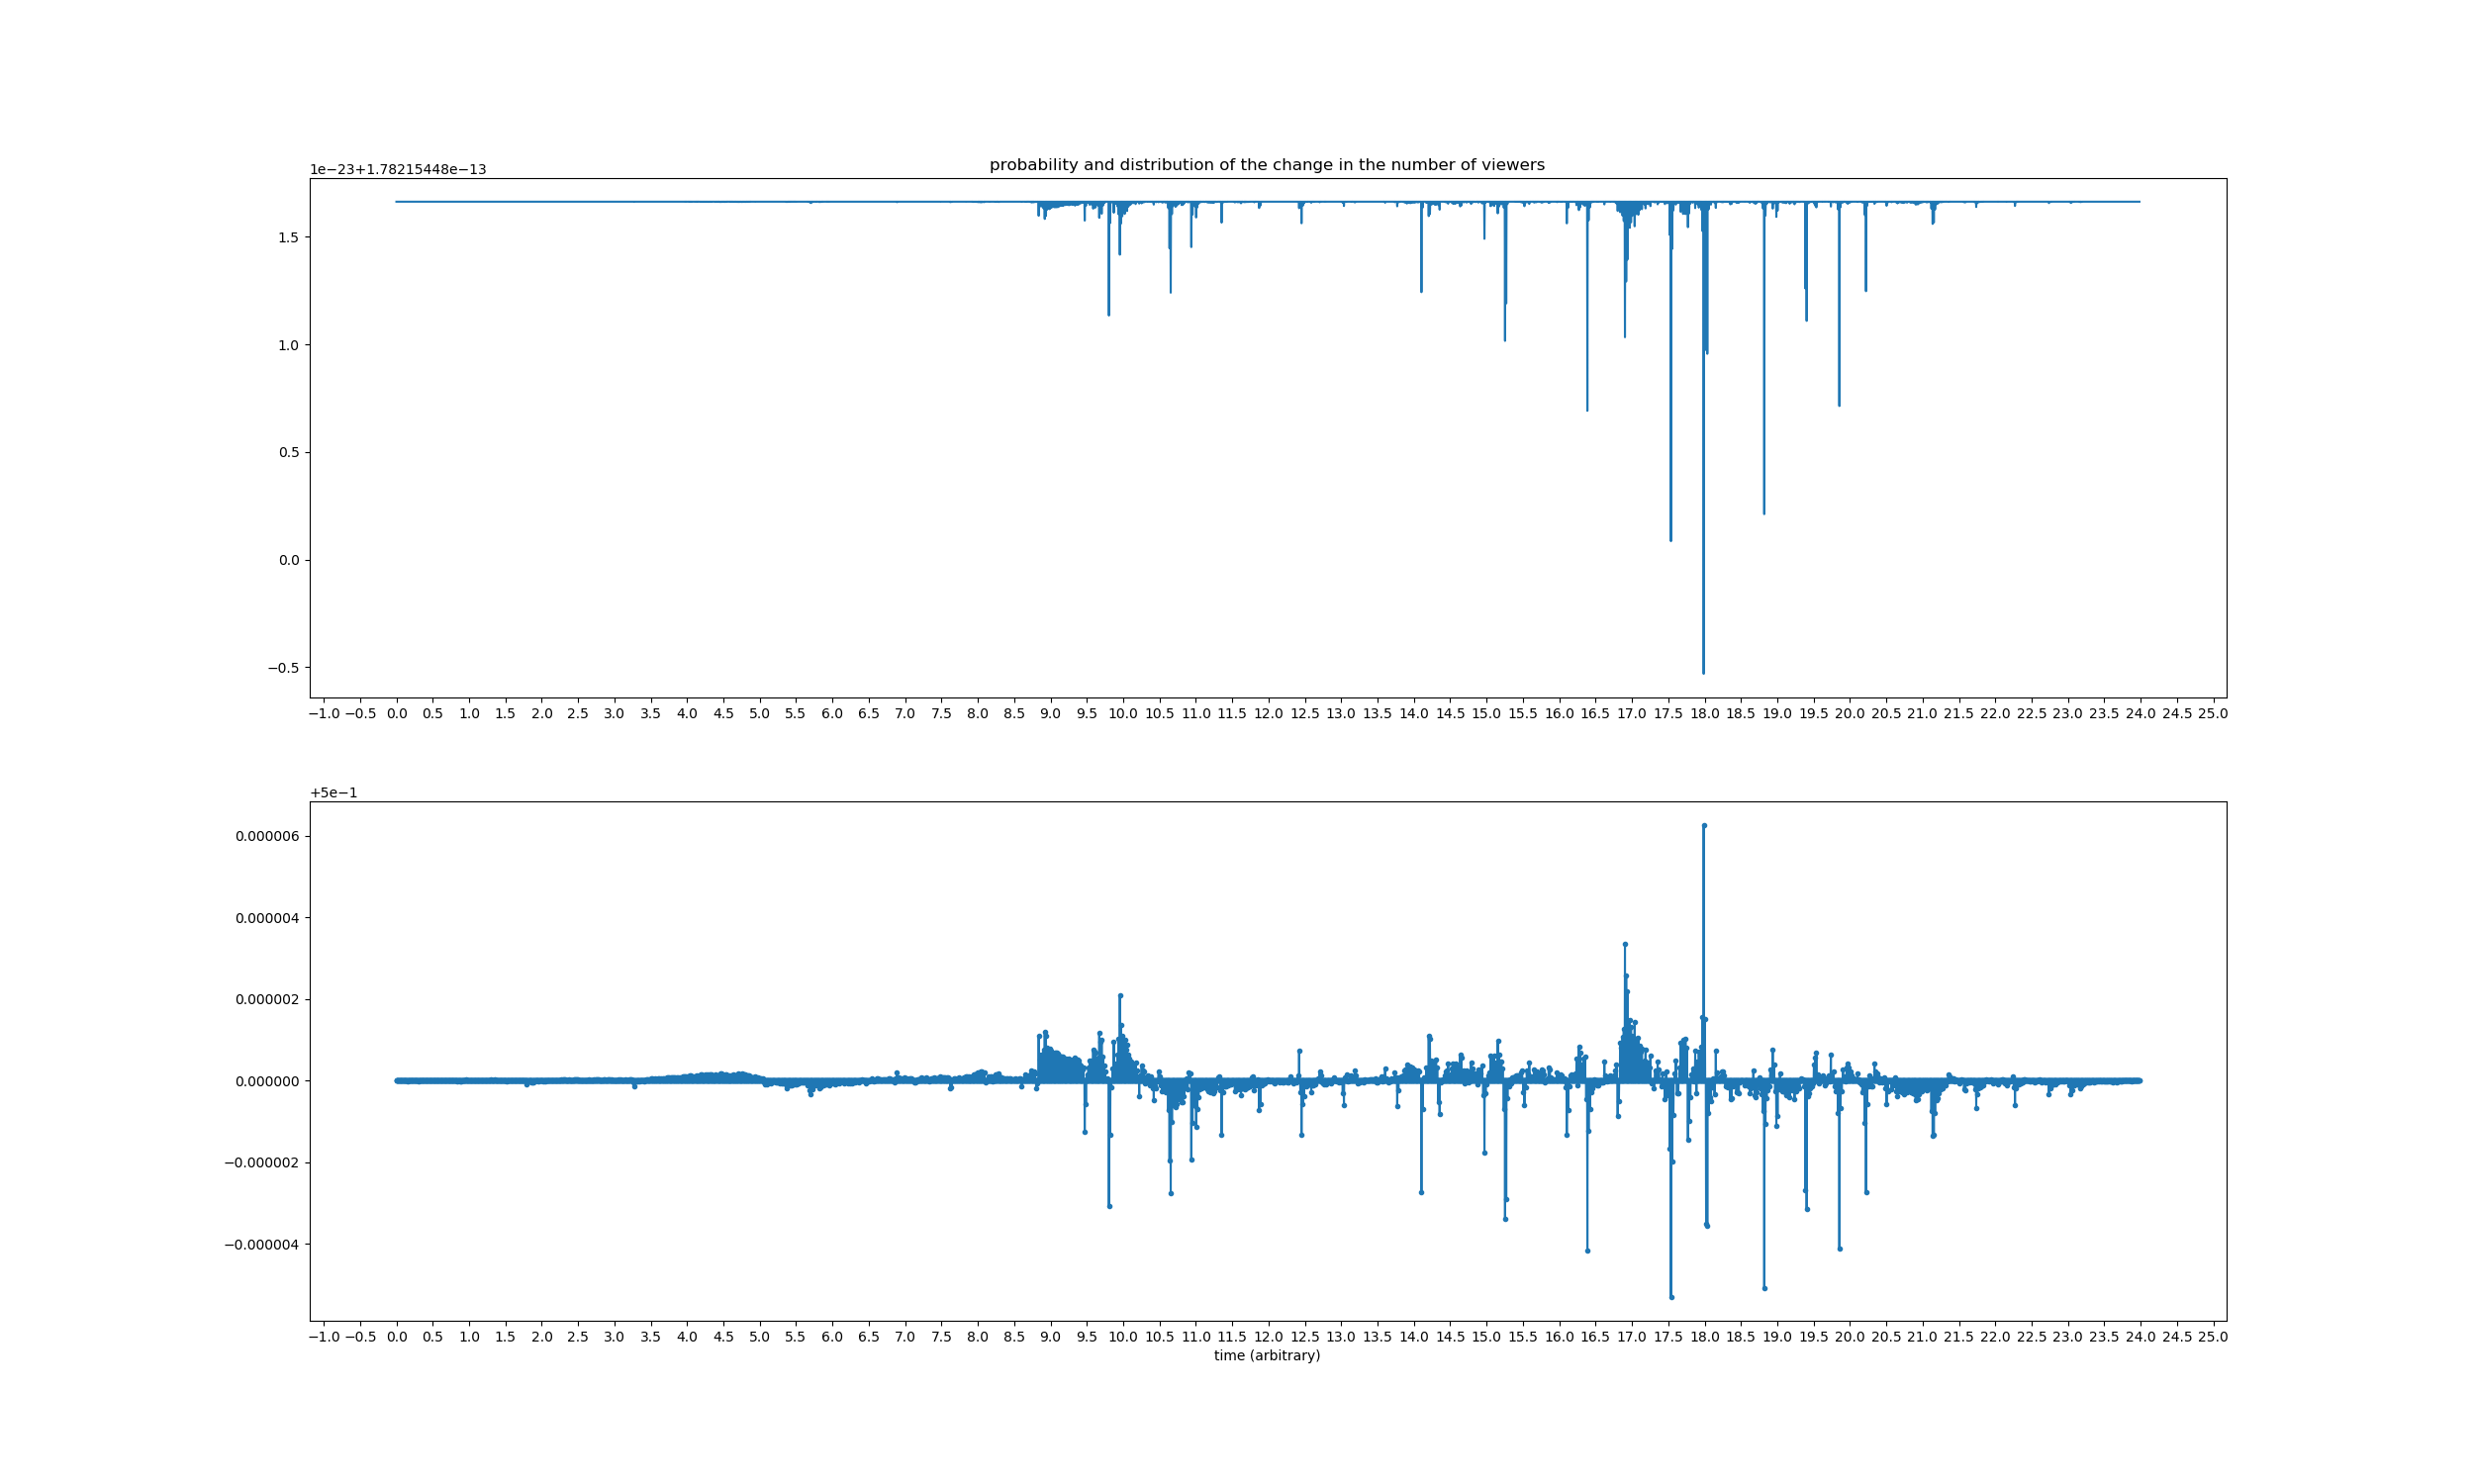 probability and distribution of the change in the number of viewers
1e−23+1.78215448e−13
1.5
1.0
0.5
0.0
−0.5
−1.0 −0.5 0.0 0.5 1.0 1.5 2.0 2.5 3.0 3.5 4.0 4.5 5.0 5.5 6.0 6.5 7.0 7.5 8.0 8.5 9.0 9.5 10.0 10.5 11.0 11.5 12.0 12.5 13.0 13.5 14.0 14.5 15.0 15.5 16.0 16.5 17.0 17.5 18.0 18.5 19.0 19.5 20.0 20.5 21.0 21.5 22.0 22.5 23.0 23.5 24.0 24.5 25.0
+5e−1
0.000006
0.000004
0.000002
0.000000
−0.000002
−0.000004
−1.0 −0.5 0.0 0.5 1.0 1.5 2.0 2.5 3.0 3.5 4.0 4.5 5.0 5.5 6.0 6.5 7.0 7.5 8.0 8.5 9.0 9.5 10.0 10.5 11.0 11.5 12.0 12.5 13.0 13.5 14.0 14.5 15.0 15.5 16.0 16.5 17.0 17.5 18.0 18.5 19.0 19.5 20.0 20.5 21.0 21.5 22.0 22.5 23.0 23.5 24.0 24.5 25.0
time (arbitrary)